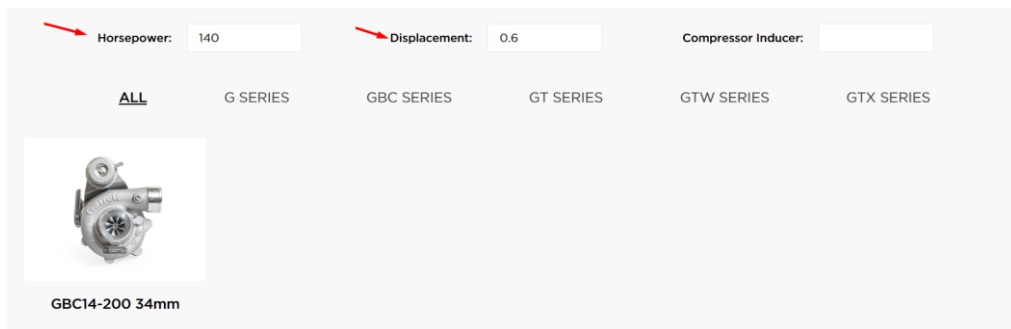 Horsepower: 140 Displacement: 0.6 Compressor Inducer:
ALL G SERIES GBC SERIES GT SERIES GTW SERIES GTX SERIES
Garrett
GBC14-200 34mm